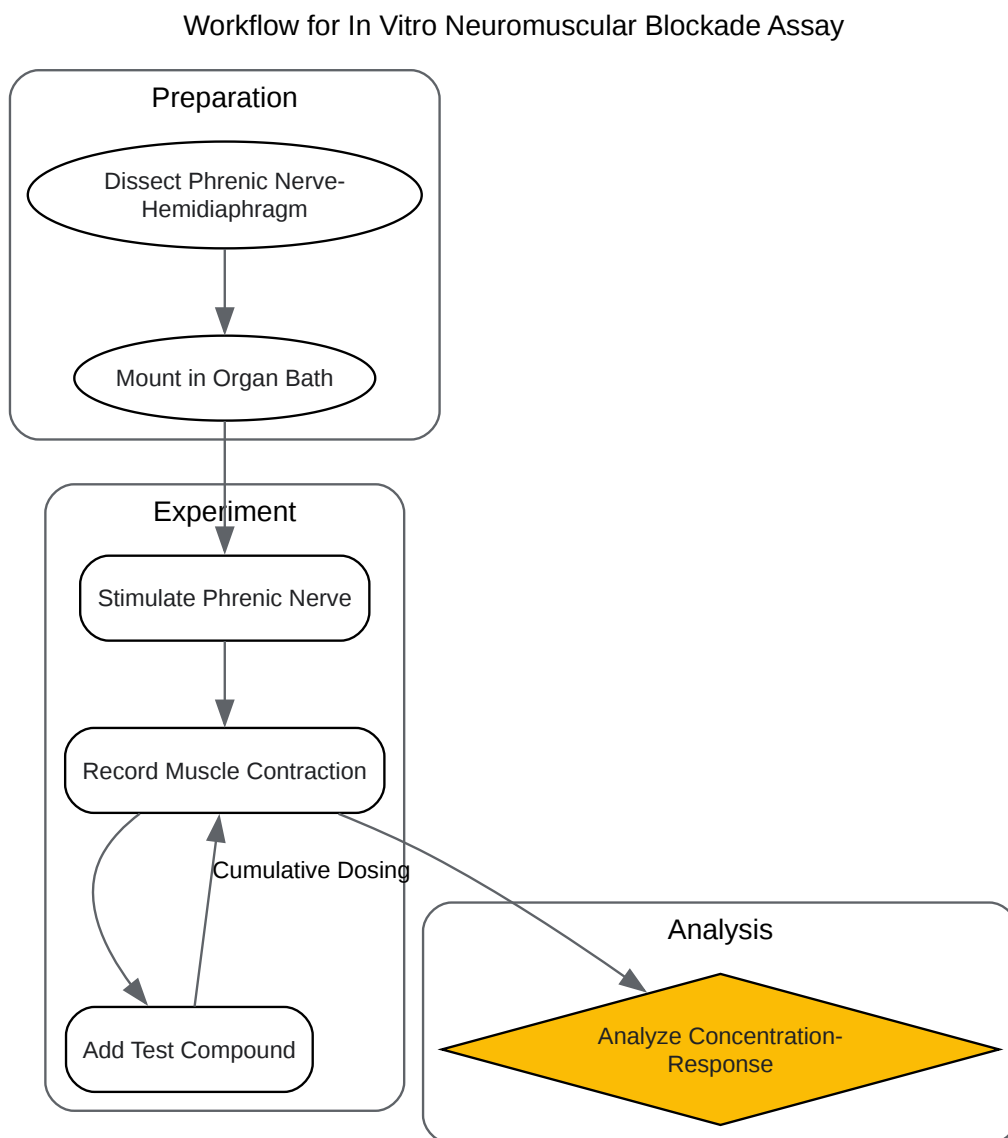 Workflow for In Vitro Neuromuscular Blockade Assay
Preparation
Dissect Phrenic Nerve-
Hemidiaphragm
Mount in Organ Bath
Experiment
Stimulate Phrenic Nerve
Record Muscle Contraction
Cumulative Dosing
Add Test Compound
Analysis
Analyze Concentration-
Response